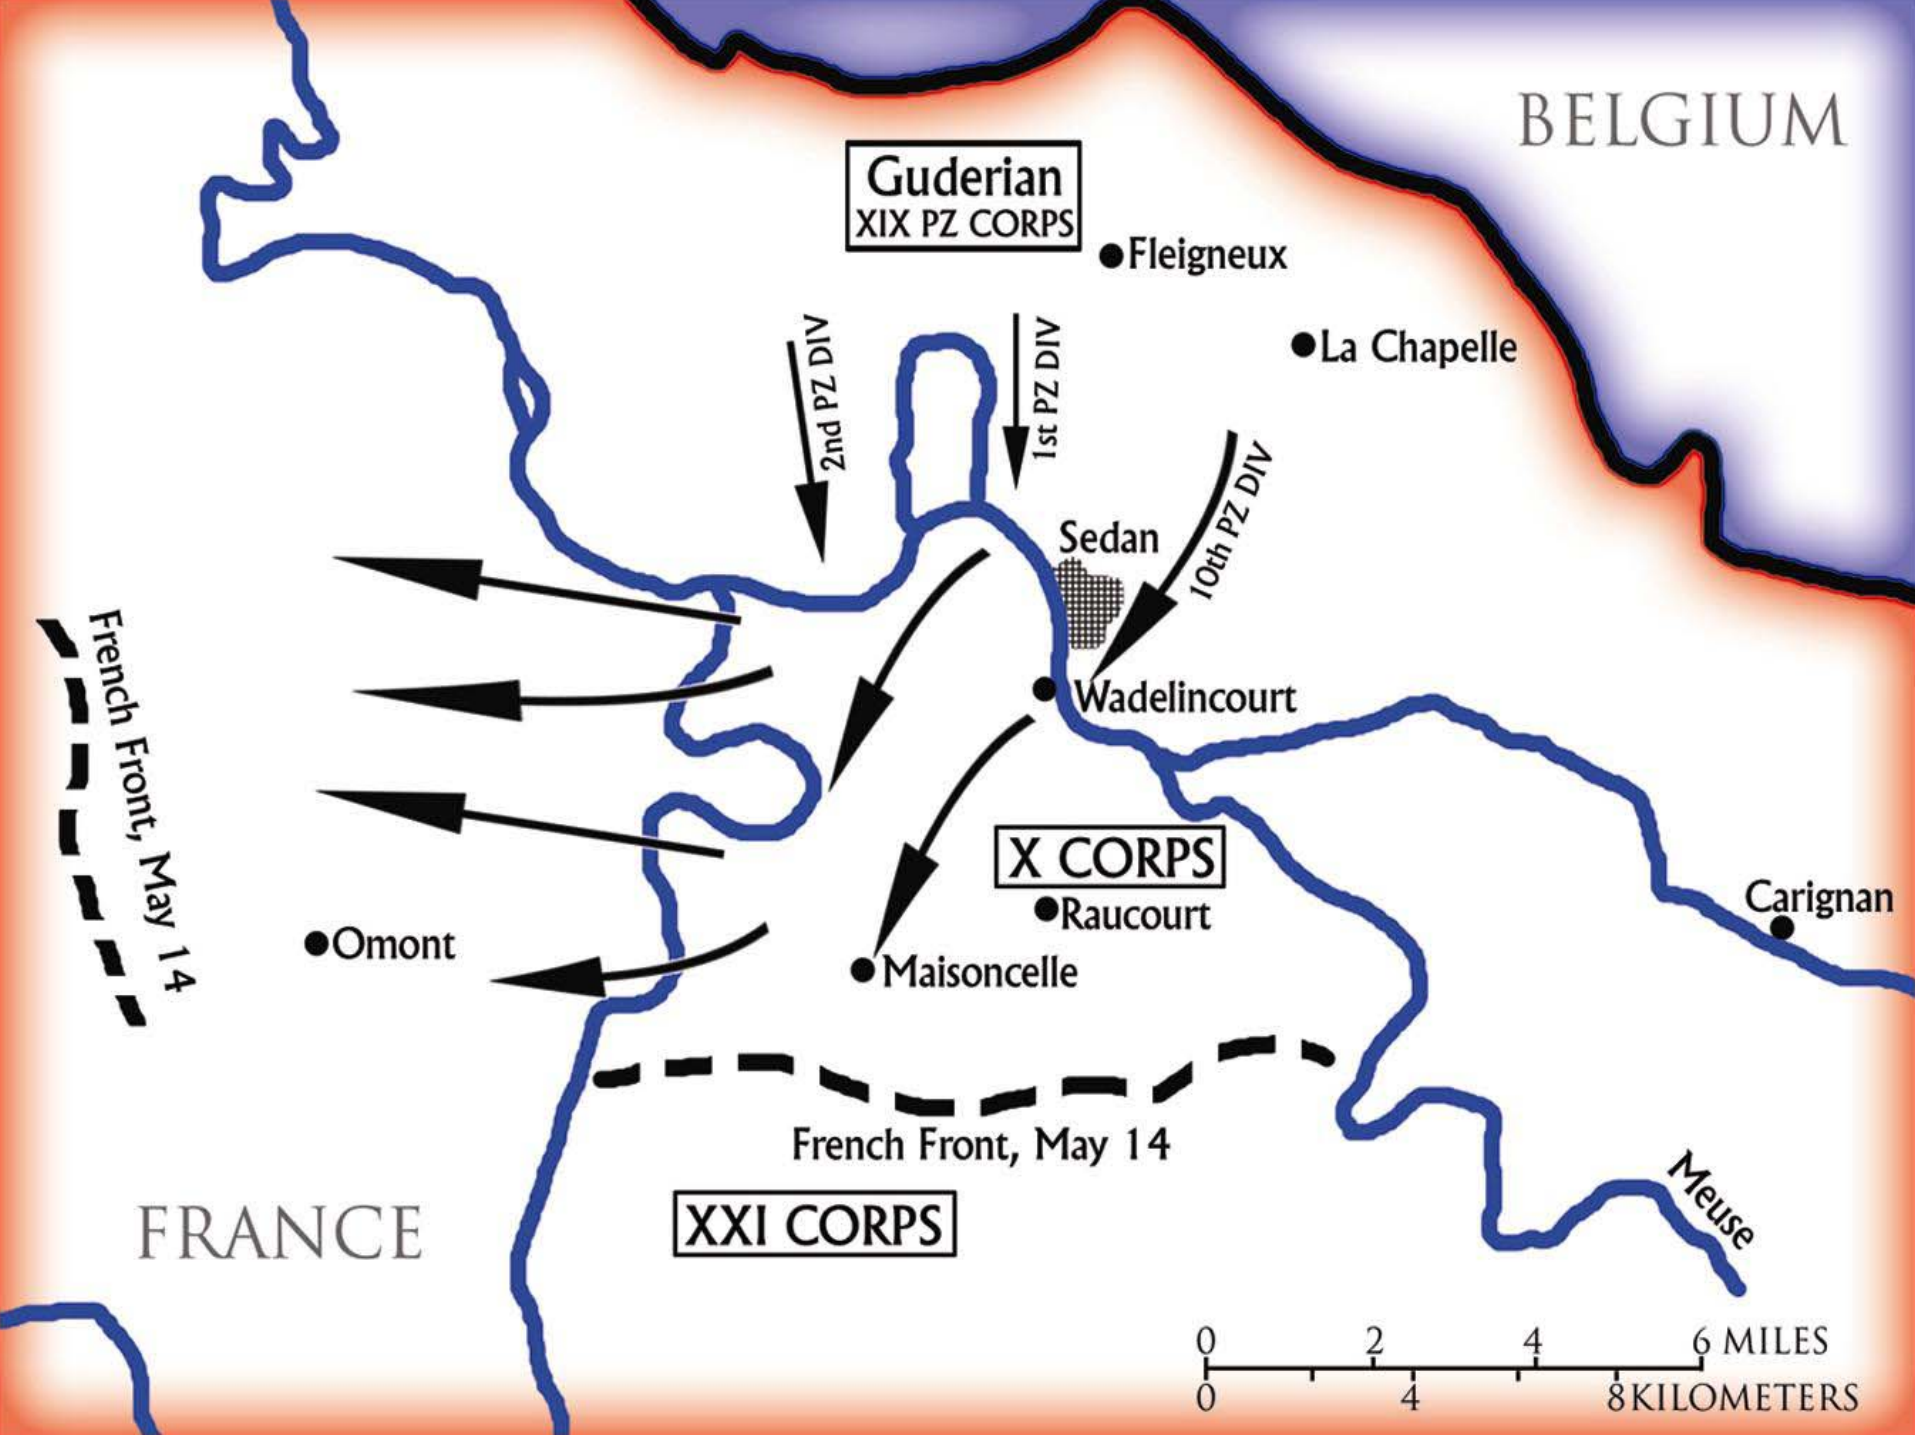 BELGIUM
Guderian
XIX PZ CORPS
Fleigneux
La Chapelle
2nd PZ DIV
1st PZ DIV
10th PZ DIV
Sedan
Wadelincourt
French Front, May 14
X CORPS
Raucourt
Carignan
Omont
Maisoncelle
French Front, May 14
Meuse
FRANCE
XXI CORPS
0 2 4 6 MILES
0 4 8 KILOMETERS